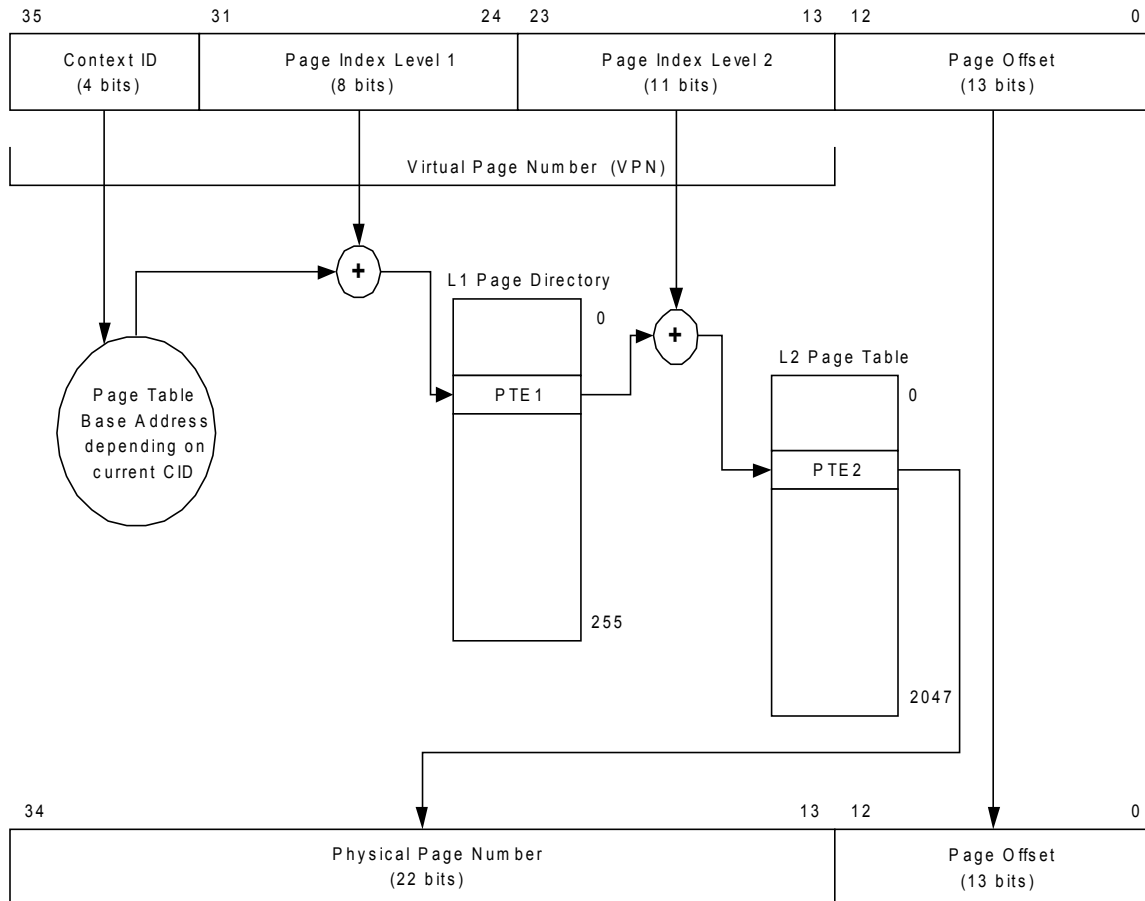 35 31 24 23 13 12 0
Context ID Page Index Level 1 Page Index Level 2 Page Offset
(4 bits) (8 bits) (11 bits) (13 bits)
Virtual Page Number (VPN)
+
L1 Page Directory
0
+
L2 Page Table
Page Table
Base Address
depending on
current CID
PTE1
0
PTE2
255
2047
34 13 12 0
Physical Page Number Page Offset
(22 bits) (13 bits)